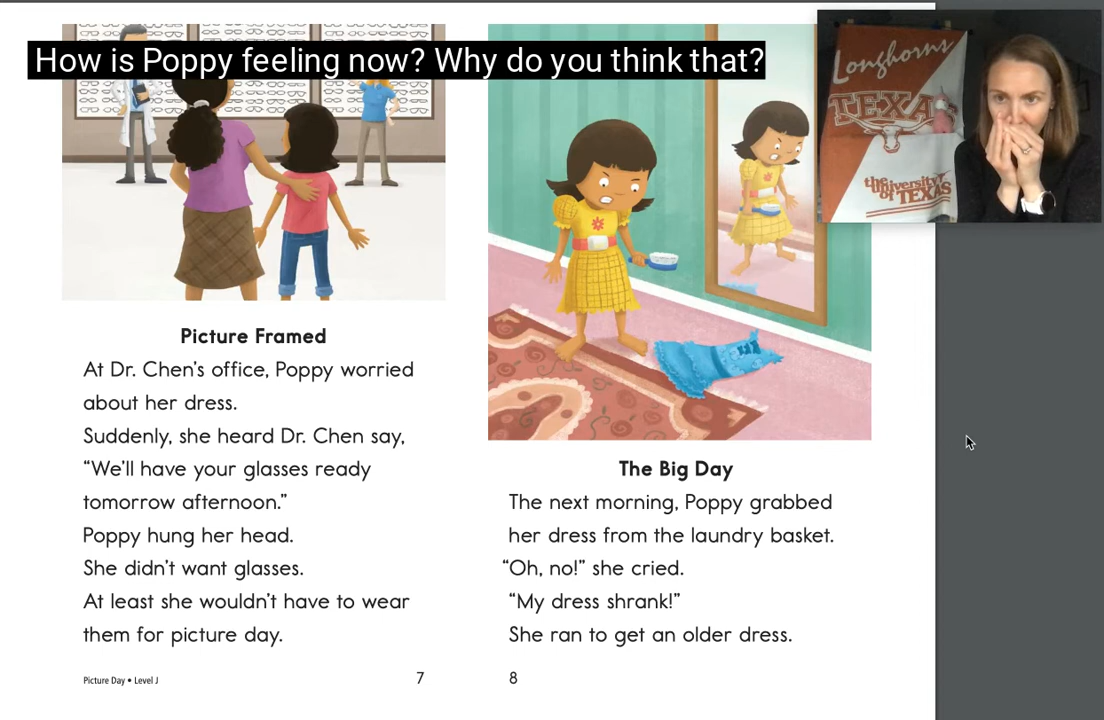 How is Poppy feeling now? Why do you think that?
Longhorns
TEXAS
the University
of TEXAS
Picture Framed
At Dr. Chen’s office, Poppy worried
about her dress.
Suddenly, she heard Dr. Chen say,
“We’ll have your glasses ready
tomorrow afternoon.”
Poppy hung her head.
She didn’t want glasses.
At least she wouldn’t have to wear
them for picture day.
Picture Day • Level J
7
The Big Day
The next morning, Poppy grabbed
her dress from the laundry basket.
“Oh, no!” she cried.
“My dress shrank!”
She ran to get an older dress.
8